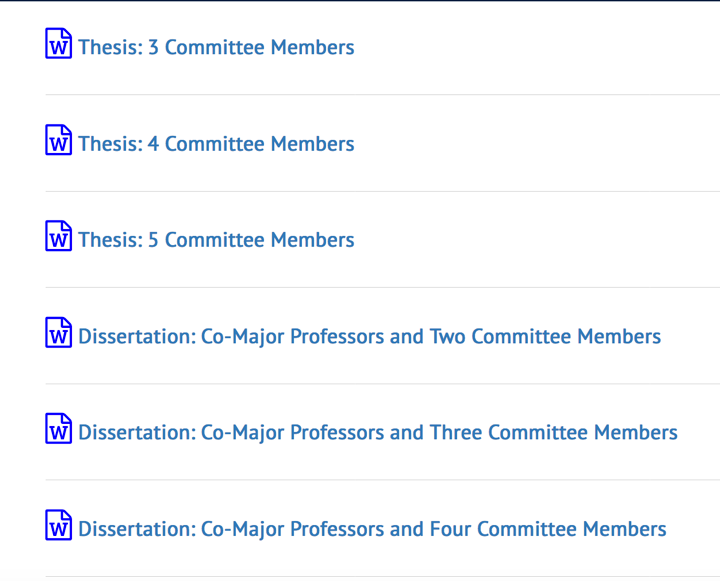 Thesis: 3 Committee Members
Thesis: 4 Committee Members
Thesis: 5 Committee Members
Dissertation: Co-Major Professors and Two Committee Members
Dissertation: Co-Major Professors and Three Committee Members
Dissertation: Co-Major Professors and Four Committee Members